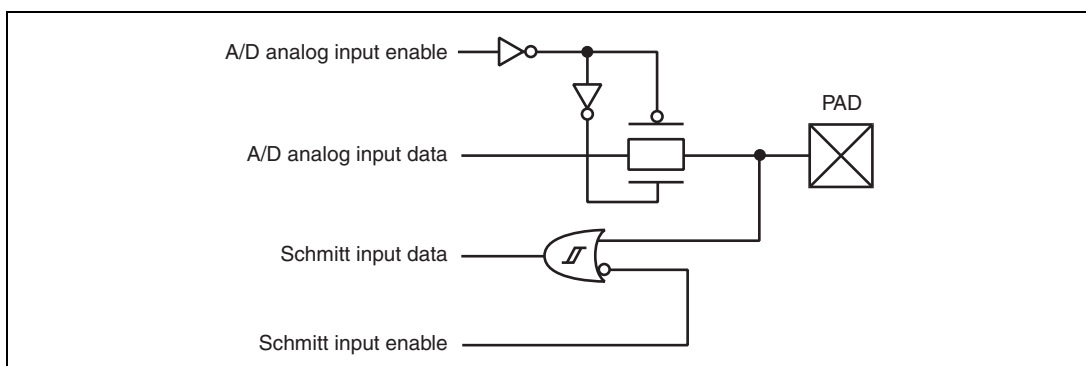 A/D analog input enable
PAD
A/D analog input data
Schmitt input data
Schmitt input enable